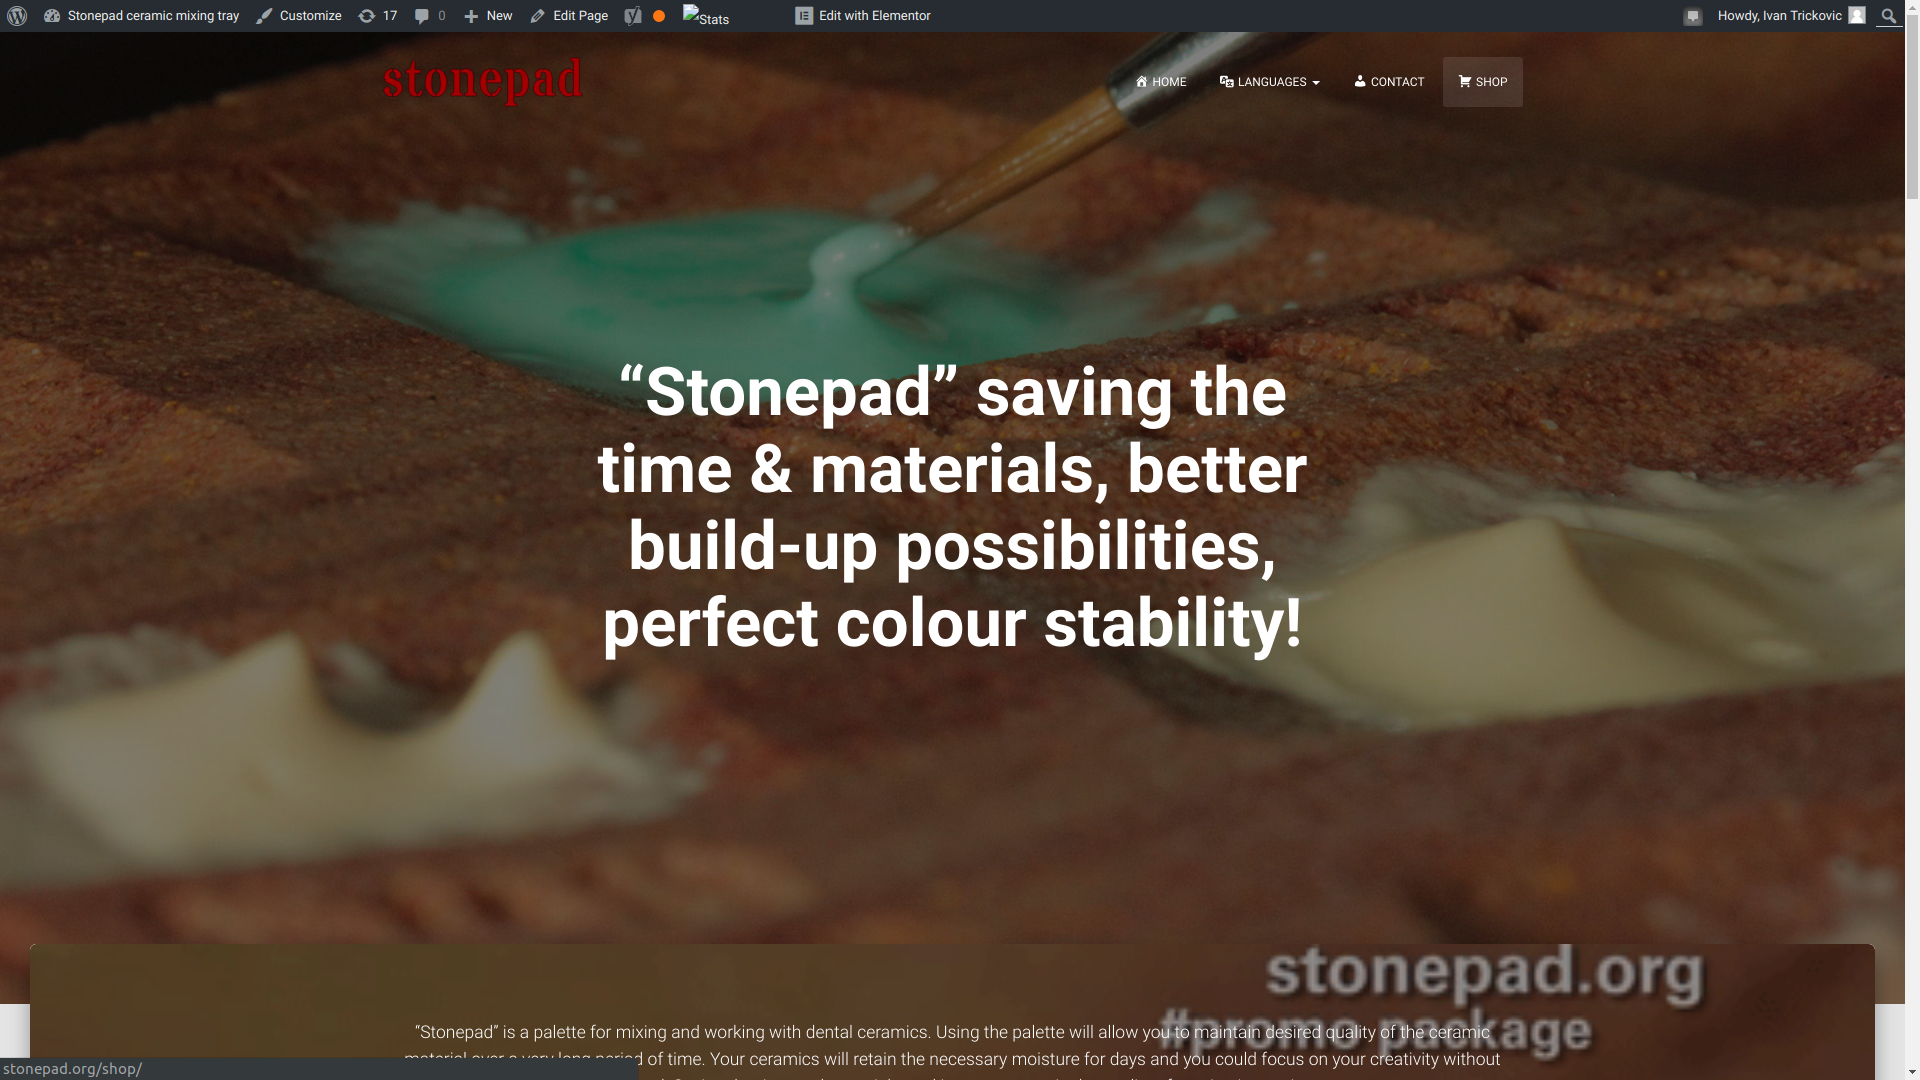 Stonepad ceramic mixing tray Customize 17 0 New Edit Page Stats Edit with Elementor Howdy, Ivan Trickovic
stonepad HOME LANGUAGES CONTACT SHOP
“Stonepad” saving the
time & materials, better
build-up possibilities,
perfect colour stability!
stonepad.org
#promo package
“Stonepad” is a palette for mixing and working with dental ceramics. Using the palette will allow you to maintain desired quality of the ceramic
material over a very long period of time. Your ceramics will retain the necessary moisture for days and you could focus on your creativity without
stonepad.org/shop/